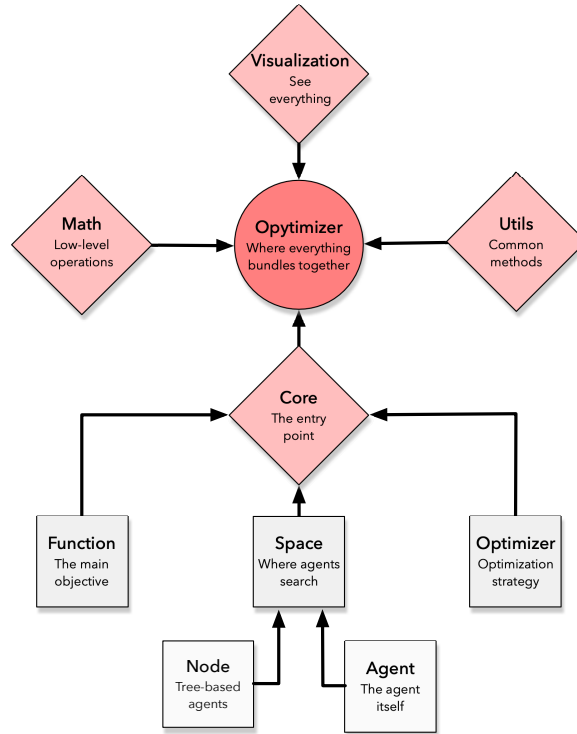 Visualization
See
everything
Math
Low-level
operations
Opytimizer
Where everything
bundles together
Utils
Common
methods
Core
The entry
point
Function
The main
objective
Space
Where agents
search
Optimizer
Optimization
strategy
Node
Tree-based
agents
Agent
The agent
itself